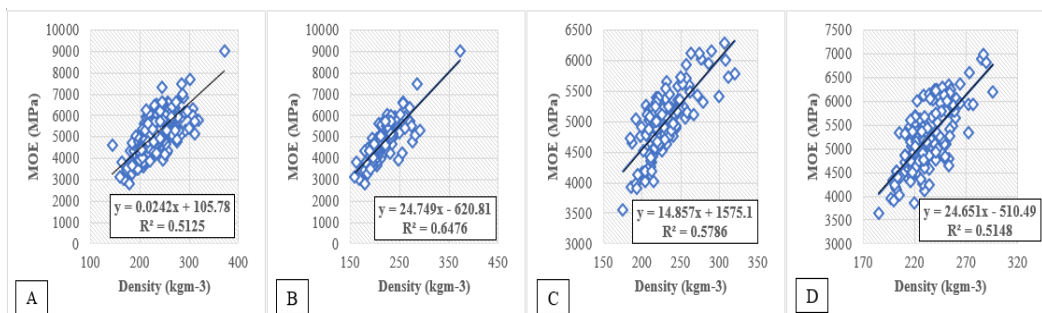 MOE (MPa)
10000
9000
8000
7000
6000
5000
4000
3000
2000
1000
0
y = 0.0242x + 105.78
R² = 0.5125
100 200 300 400
Density (kgm-3)
A
MOE (MPa)
10000
9000
8000
7000
6000
5000
4000
3000
2000
1000
0
y = 24.749x - 620.81
R² = 0.6476
150 250 350 450
Density (kgm-3)
B
MOE (MPa)
6500
6000
5500
5000
4500
4000
3500
3000
y = 14.857x + 1575.1
R² = 0.5786
150 200 250 300 350
Density (kgm-3)
C
MOE (MPa)
7500
7000
6500
6000
5500
5000
4500
4000
3500
3000
y = 24.651x - 510.49
R² = 0.5148
170 220 270 320
Density (kgm-3)
D